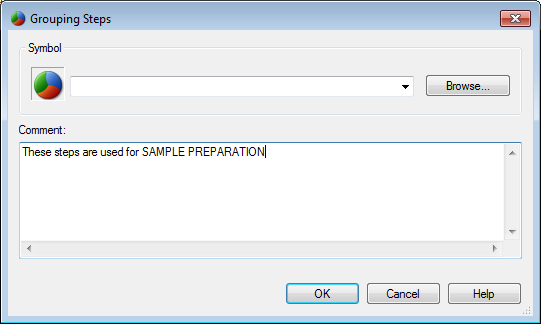 Grouping Steps
Symbol
Browse...
Comment:
These steps are used for SAMPLE PREPARATION
OK Cancel Help